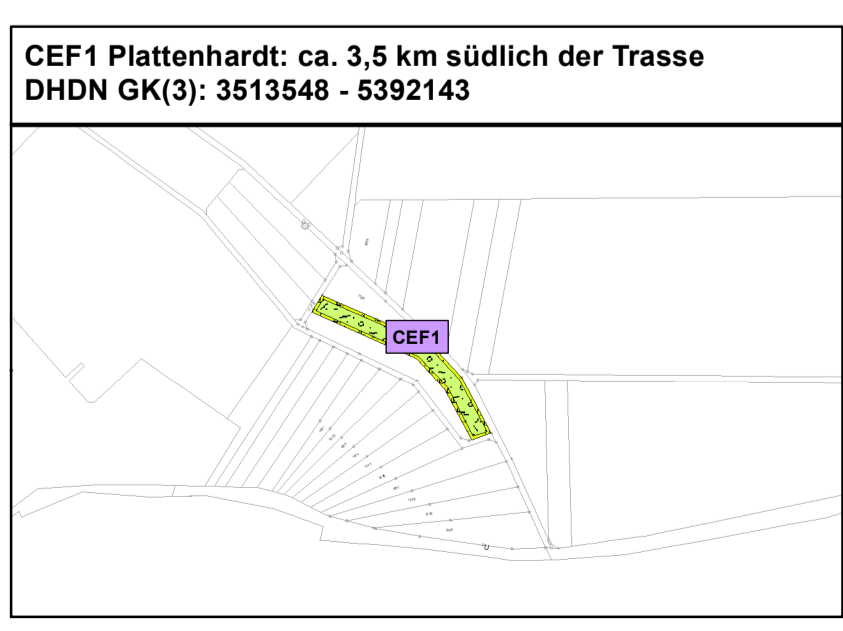 CEF1 Plattenhardt: ca. 3,5 km südlich der Trasse
DHDN GK(3): 3513548 - 5392143
CEF1